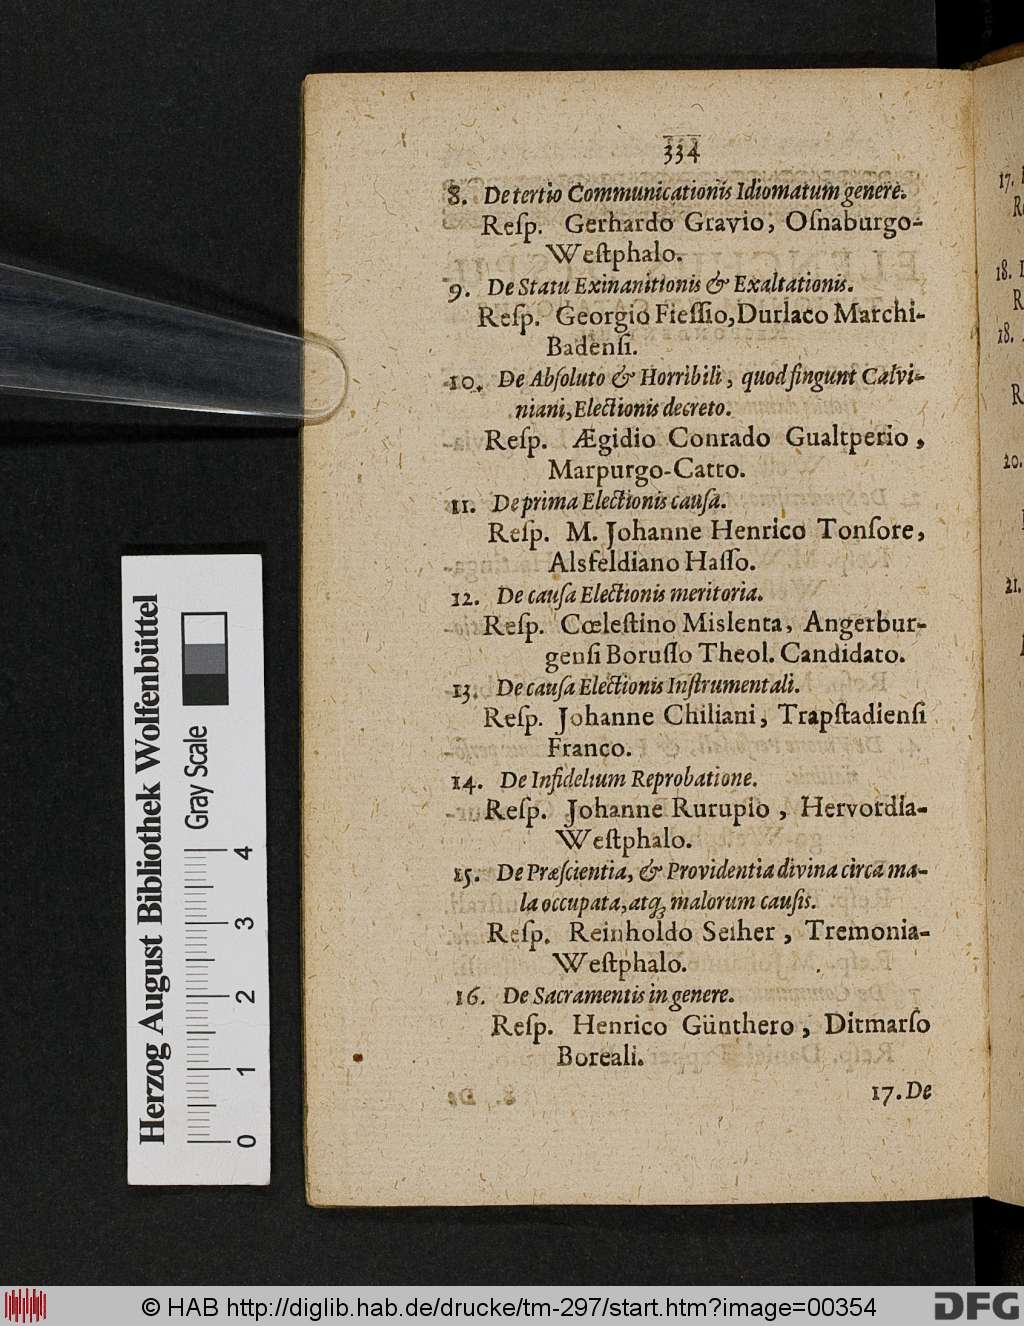 334
8. De tertio Communicationis Idiomatum genere.
Reſp. Gerhardo Gravio, Oſnaburgo-
Weſtphalo.
9. De Statu Exinanitionis & Exaltationis.
Reſp. Georgio Fieſſio, Durlaco Marchi-
Badenſi.
10. De Abſoluto & Horribili, quod fingunt Calvi-
niani, Electionis decreto.
Reſp. Ægidio Conrado Gualtperio,
Marpurgo-Catto.
11. De prima Electionis cauſa.
Reſp. M. Johanne Henrico Tonſore,
Alsfeldiano Haſſo.
12. De cauſa Electionis meritoria.
Reſp. Cœleſtino Mislenta, Angerbur-
genſi Boruſſo Theol. Candidato.
13. De cauſa Electionis Inſtrumentali.
Reſp. Johanne Chiliani, Trapſtadienſi
Franco.
14. De Infidelium Reprobatione.
Reſp. Johanne Rurupio, Hervordia-
Weſtphalo.
15. De Præſcientia, & Providentia divina circa ma-
la occupata, atq; malorum cauſis.
Reſp. Reinholdo Seiher, Tremonia-
Weſtphalo.
16. De Sacramentis in genere.
Reſp. Henrico Günthero, Ditmarſo
Boreali.
17. De
17.
18.
18.
20.
21.
Herzog August Bibliothek Wolfenbüttel
Gray Scale
0 1 2 3 4
© HAB http://diglib.hab.de/drucke/tm-297/start.htm?image=00354
DFG